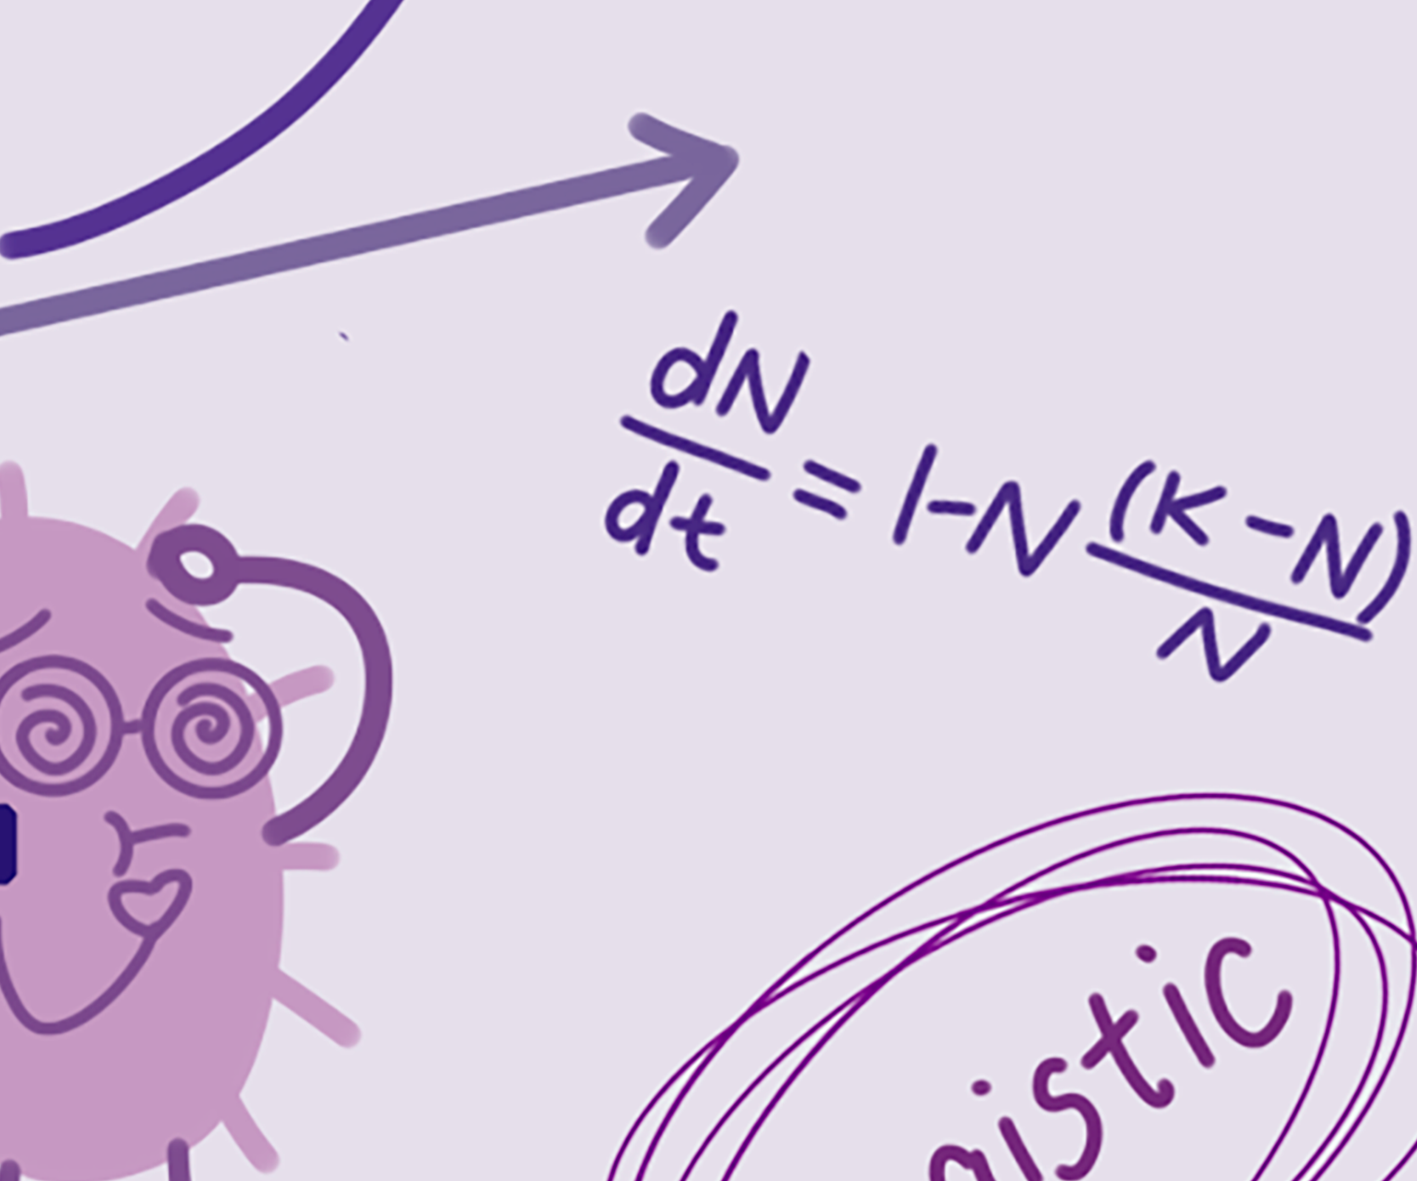 dN/dt = 1-N (K-N)/N
istic